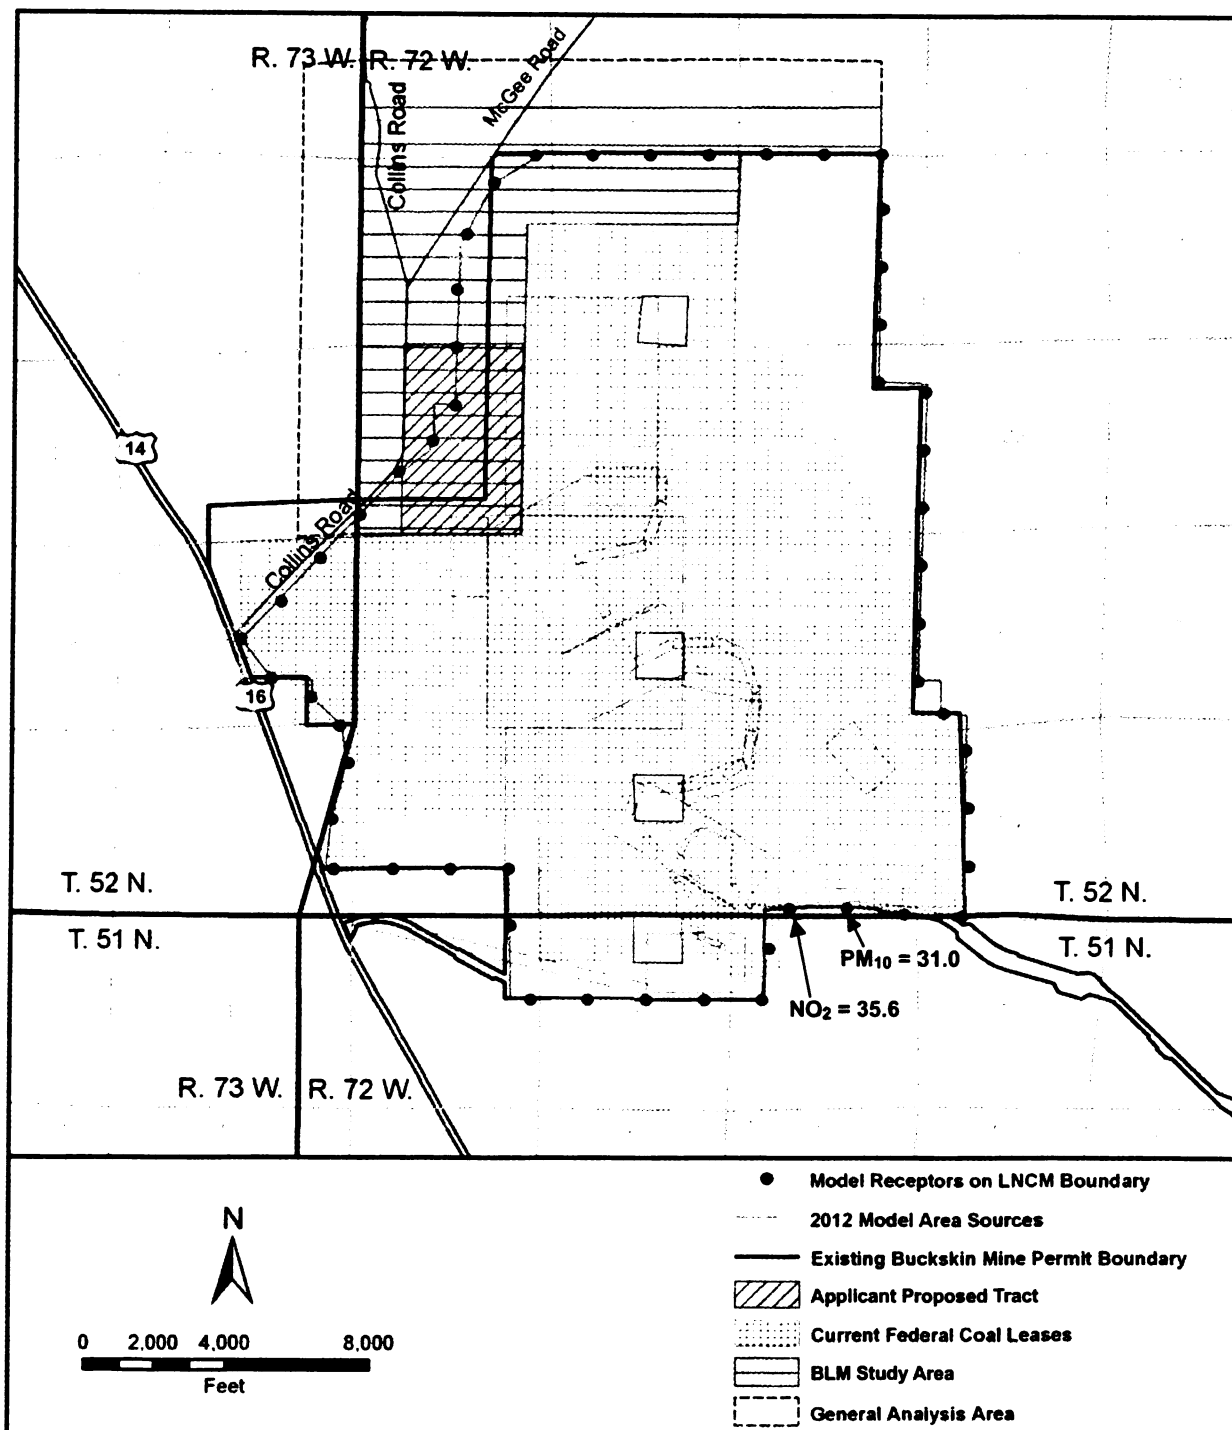 R. 73 W. R. 72 W.
McGee Road
Collins Road
14
Collins Road
16
T. 52 N.
T. 52 N.
T. 51 N.
T. 51 N.
PM₁₀ = 31.0
NO₂ = 35.6
R. 73 W. R. 72 W.
N
0 2,000 4,000 8,000
Feet
Model Receptors on LNCM Boundary
2012 Model Area Sources
Existing Buckskin Mine Permit Boundary
Applicant Proposed Tract
Current Federal Coal Leases
BLM Study Area
General Analysis Area